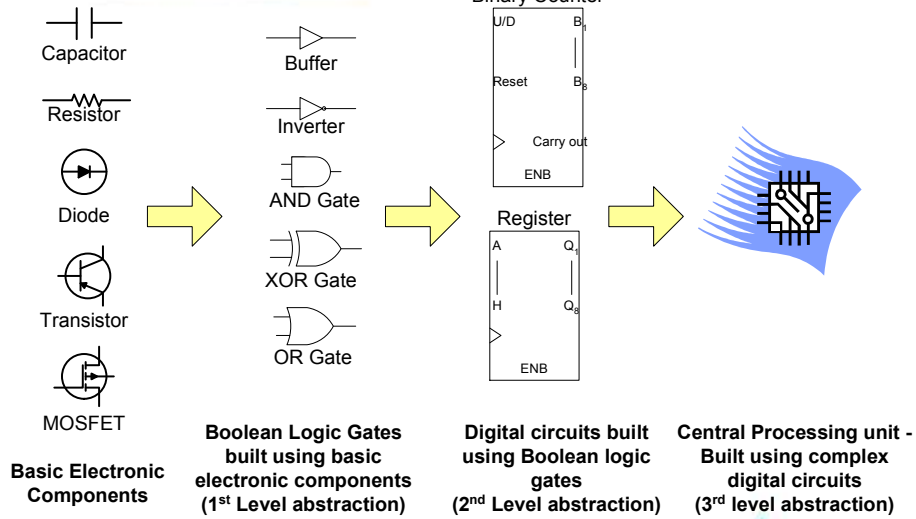 Capacitor
Resistor
Diode
Transistor
MOSFET
Basic Electronic
Components
Buffer
Inverter
AND Gate
XOR Gate
OR Gate
Boolean Logic Gates
built using basic
electronic components
(1st Level abstraction)
Binary Counter
U/D B1
Reset B8
Carry out
ENB
Register
A Q1
H Q8
ENB
Digital circuits built
using Boolean logic
gates
(2nd Level abstraction)
Central Processing unit -
Built using complex
digital circuits
(3rd level abstraction)